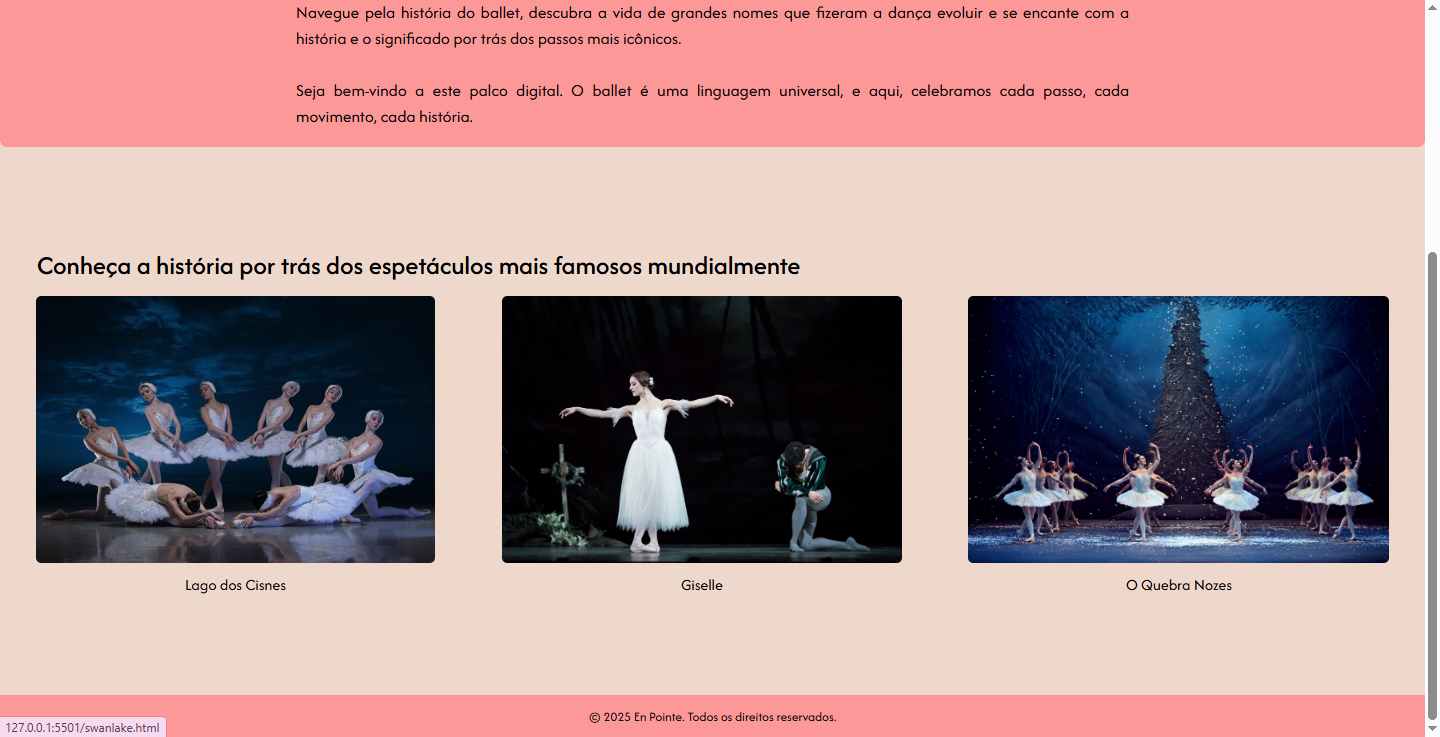 Navegue pela história do ballet, descubra a vida de grandes nomes que fizeram a dança evoluir e se encante com a
história e o significado por trás dos passos mais icônicos.
Seja bem-vindo a este palco digital. O ballet é uma linguagem universal, e aqui, celebramos cada passo, cada
movimento, cada história.
Conheça a história por trás dos espetáculos mais famosos mundialmente
Lago dos Cisnes
Giselle
O Quebra Nozes
© 2025 En Pointe. Todos os direitos reservados.
127.0.0.1:5501/swanlake.html